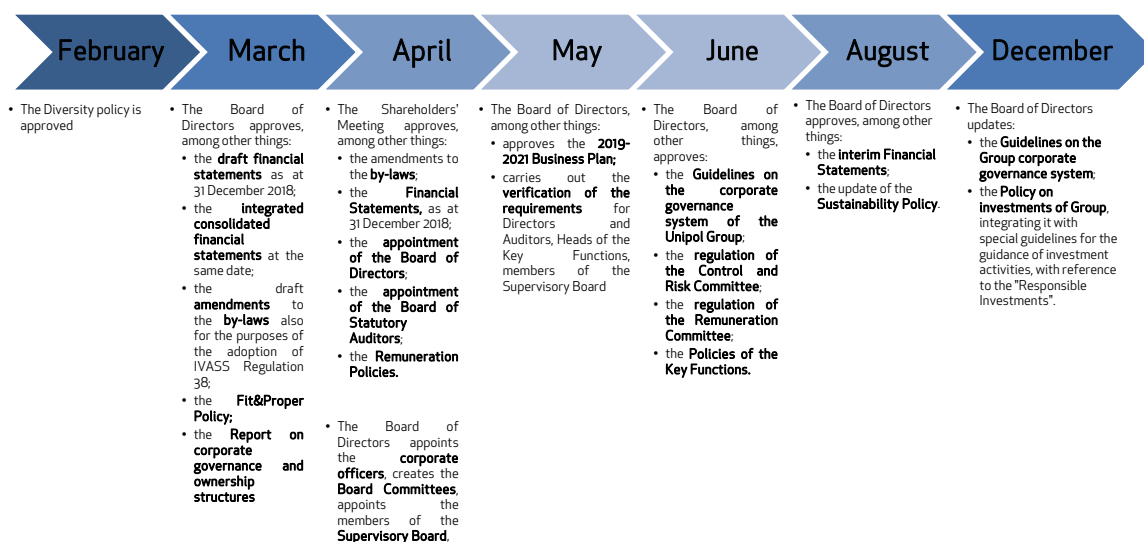 February
March
April
May
June
August
December
• The Diversity policy is
approved
• The Board of
Directors approves,
among other things:
• the draft financial
statements as at
31 December 2018;
• the integrated
consolidated
financial
statements at the
same date;
• the draft
amendments to
the by-laws also
for the purposes of
the adoption of
IVASS Regulation
38;
• the Fit&Proper
Policy;
• the Report on
corporate
governance and
ownership
structures
• The Shareholders'
Meeting approves,
among other things:
• the amendments to
the by-laws;
• the Financial
Statements, as at
31 December 2018;
• the appointment
of the Board of
Directors;
• the appointment
of the Board of
Statutory
Auditors;
• the Remuneration
Policies.
• The Board of
Directors appoints
the corporate
officers, creates the
Board Committees,
appoints the
members of the
Supervisory Board,
• The Board of Directors,
among other things:
• approves the 2019-
2021 Business Plan;
• carries out the
verification of the
requirements for
Directors and
Auditors, Heads of the
Key Functions,
members of the
Supervisory Board
• The Board of
Directors, among
other things,
approves:
• the Guidelines on
the corporate
governance
system of the
Unipol Group;
• the regulation of
the Control and
Risk Committee;
• the regulation of
the Remuneration
Committee;
• the Policies of the
Key Functions.
• The Board of Directors
approves, among other
things:
• the interim Financial
Statements;
• the update of the
Sustainability Policy.
• The Board of Directors
updates:
• the Guidelines on the
Group corporate
governance system;
• the Policy on
investments of Group,
integrating it with
special guidelines for the
guidance of investment
activities, with reference
to the "Responsible
Investments".